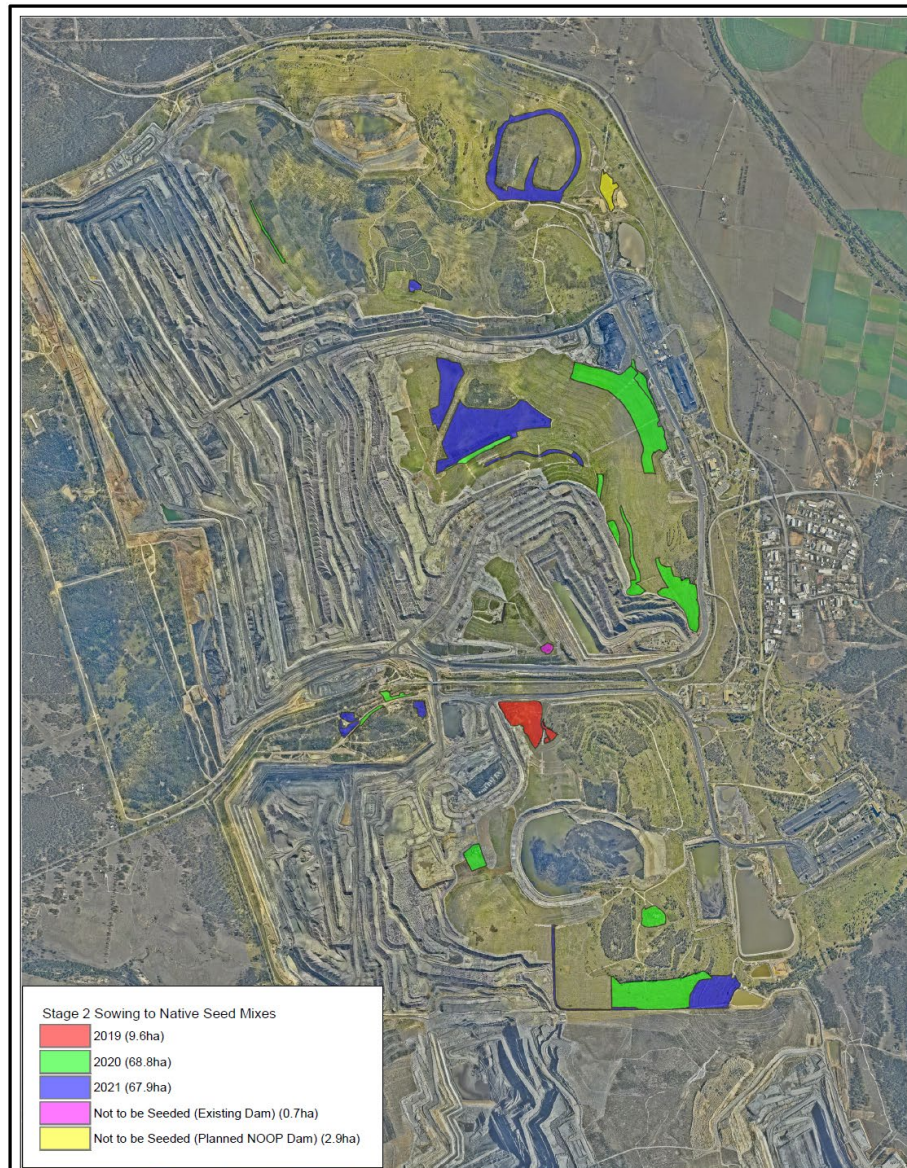 Stage 2 Sowing to Native Seed Mixes
2019 (9.6ha)
2020 (68.8ha)
2021 (67.9ha)
Not to be Seeded (Existing Dam) (0.7ha)
Not to be Seeded (Planned NOOP Dam) (2.9ha)